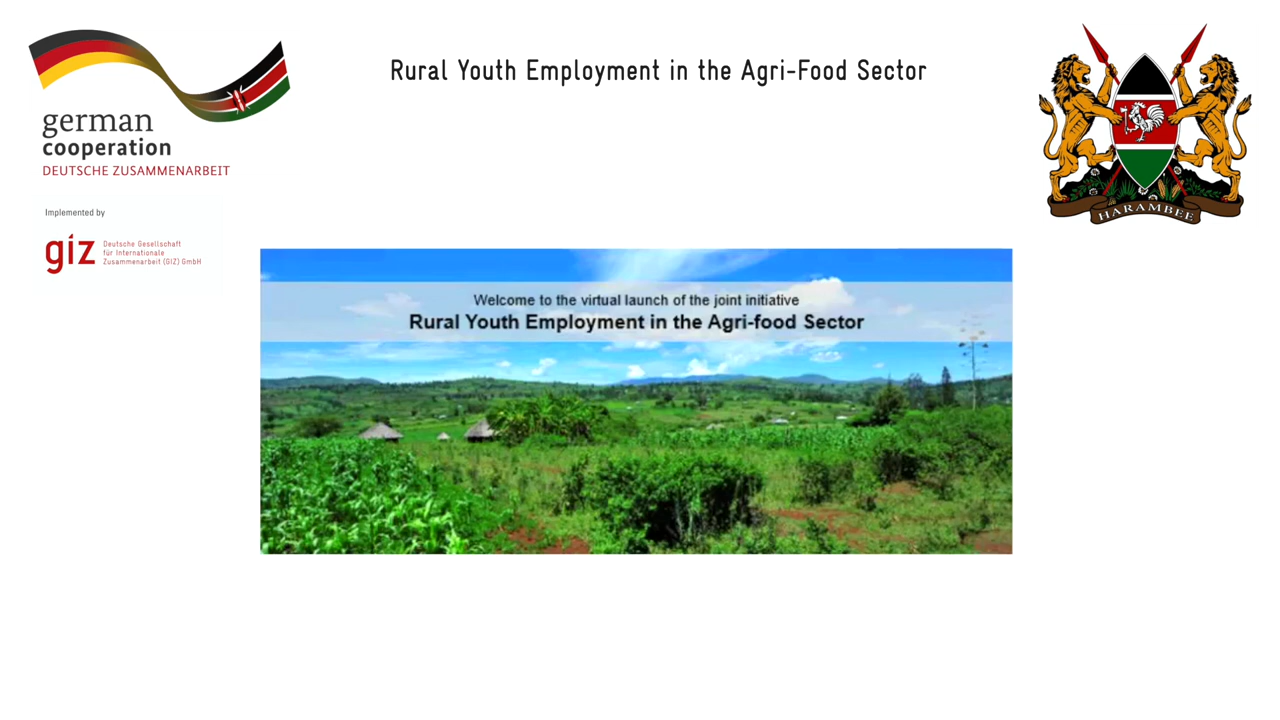 Rural Youth Employment in the Agri-Food Sector
german
cooperation
DEUTSCHE ZUSAMMENARBEIT
Implemented by
giz
Deutsche Gesellschaft
für Internationale
Zusammenarbeit (GIZ) GmbH
HARAMBEE
Welcome to the virtual launch of the joint initiative
Rural Youth Employment in the Agri-food Sector